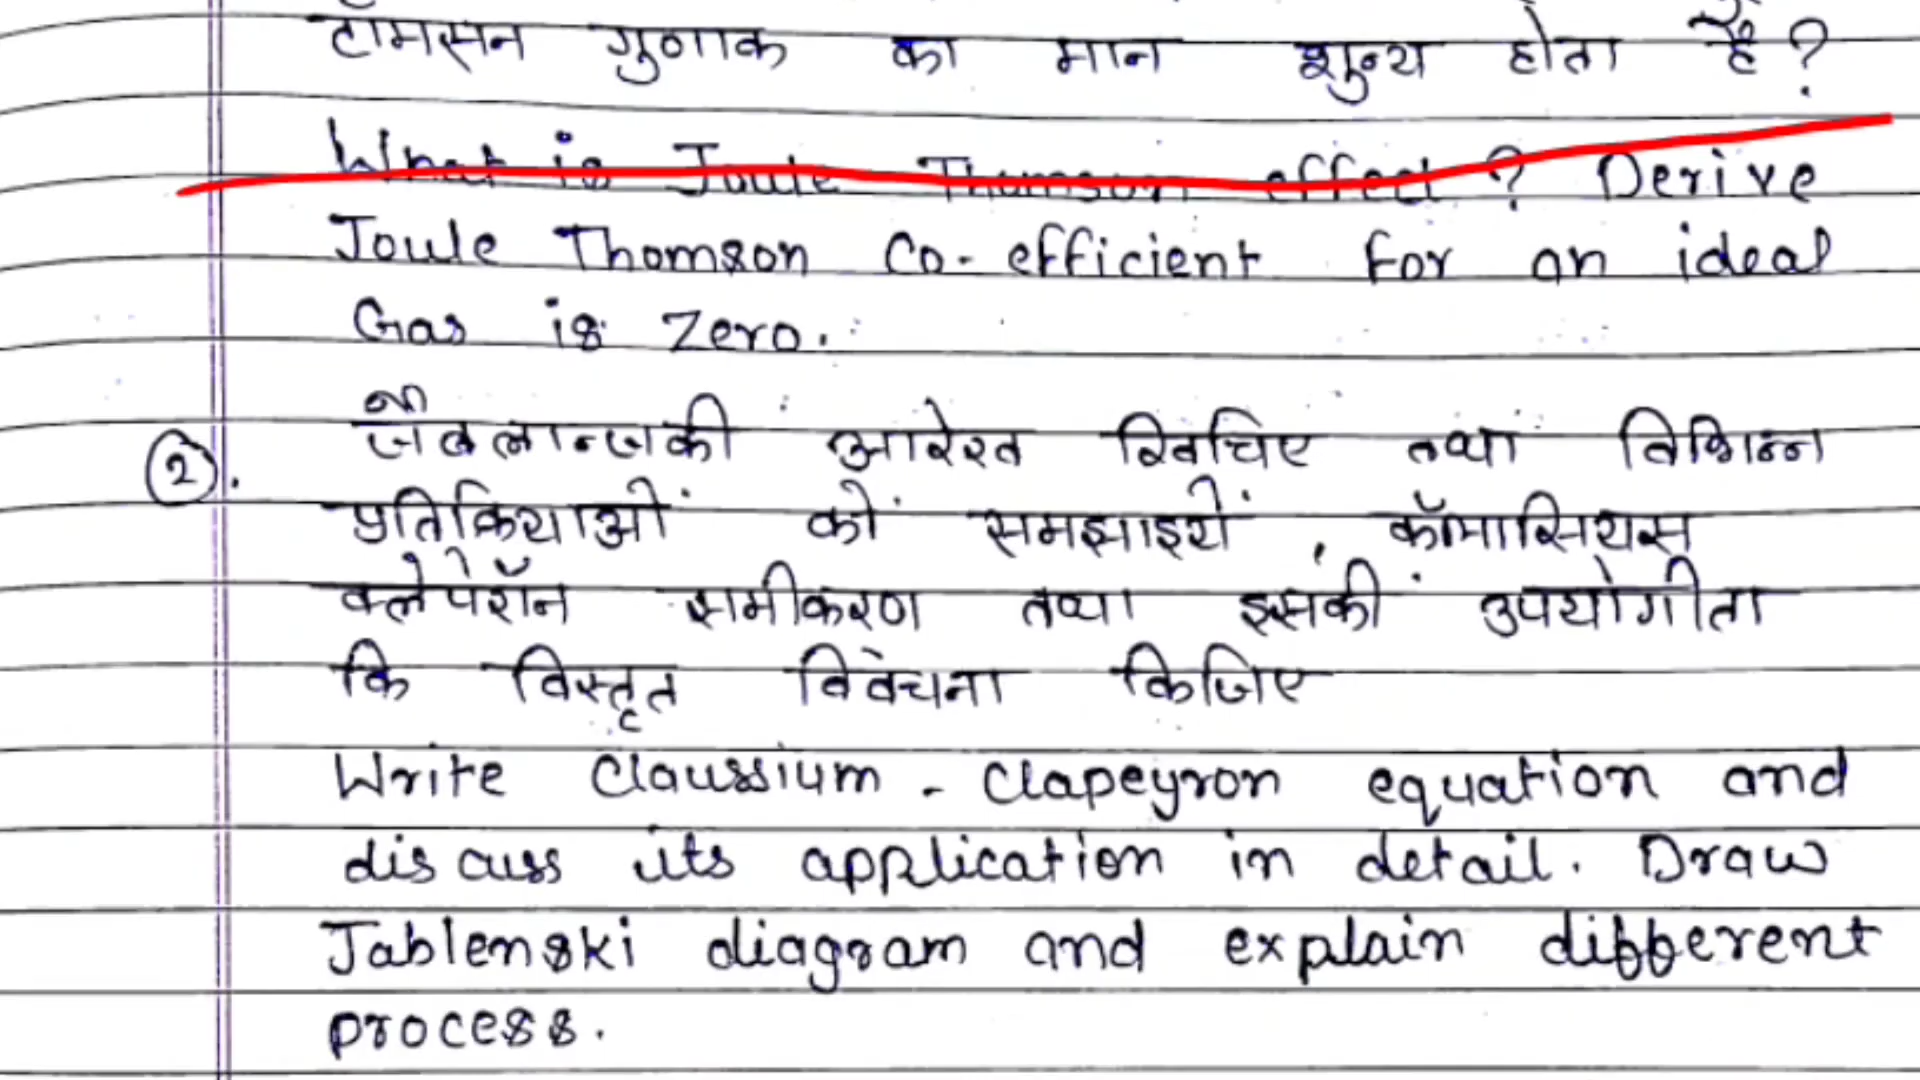 टॉमसन गुणांक का मान शुन्य होता है?
What is Joule Thomson effect? Derive
Joule Thomson Co-efficient for an ideal
Gas is Zero.
②. जैबलान्जकी आरेख खिचिए तथा विभिन्न
प्रतिक्रियाओं को समझाइये, कॉमासियस
क्लेपेरॉन समीकरण तथा इसकी उपयोगीता
कि विस्तृत विवेचना किजिए
Write Claussium - Clapeyron equation and
discuss its application in detail. Draw
Jablenski diagram and explain different
process.